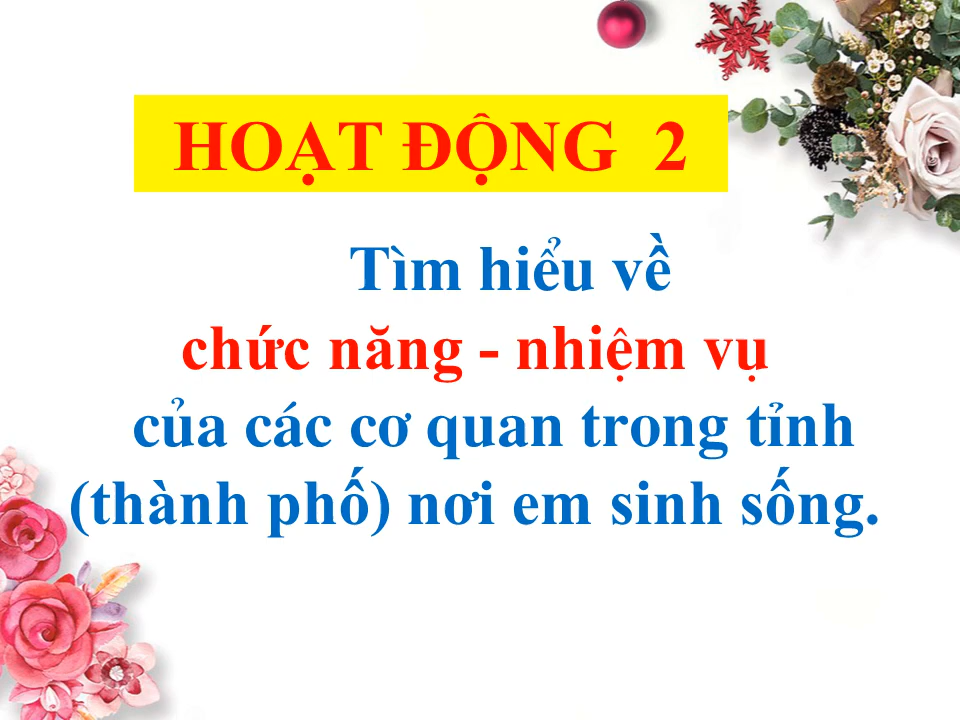 HOẠT ĐỘNG 2
Tìm hiểu về
chức năng - nhiệm vụ
của các cơ quan trong tỉnh
(thành phố) nơi em sinh sống.